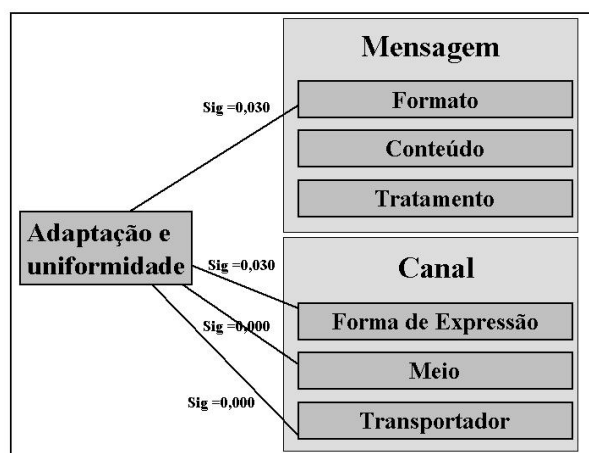 Mensagem
Sig =0,030
Formato
Conteúdo
Tratamento
Adaptação e
uniformidade
Sig =0,030
Canal
Forma de Expressão
Sig =0,000
Meio
Sig =0,000
Transportador